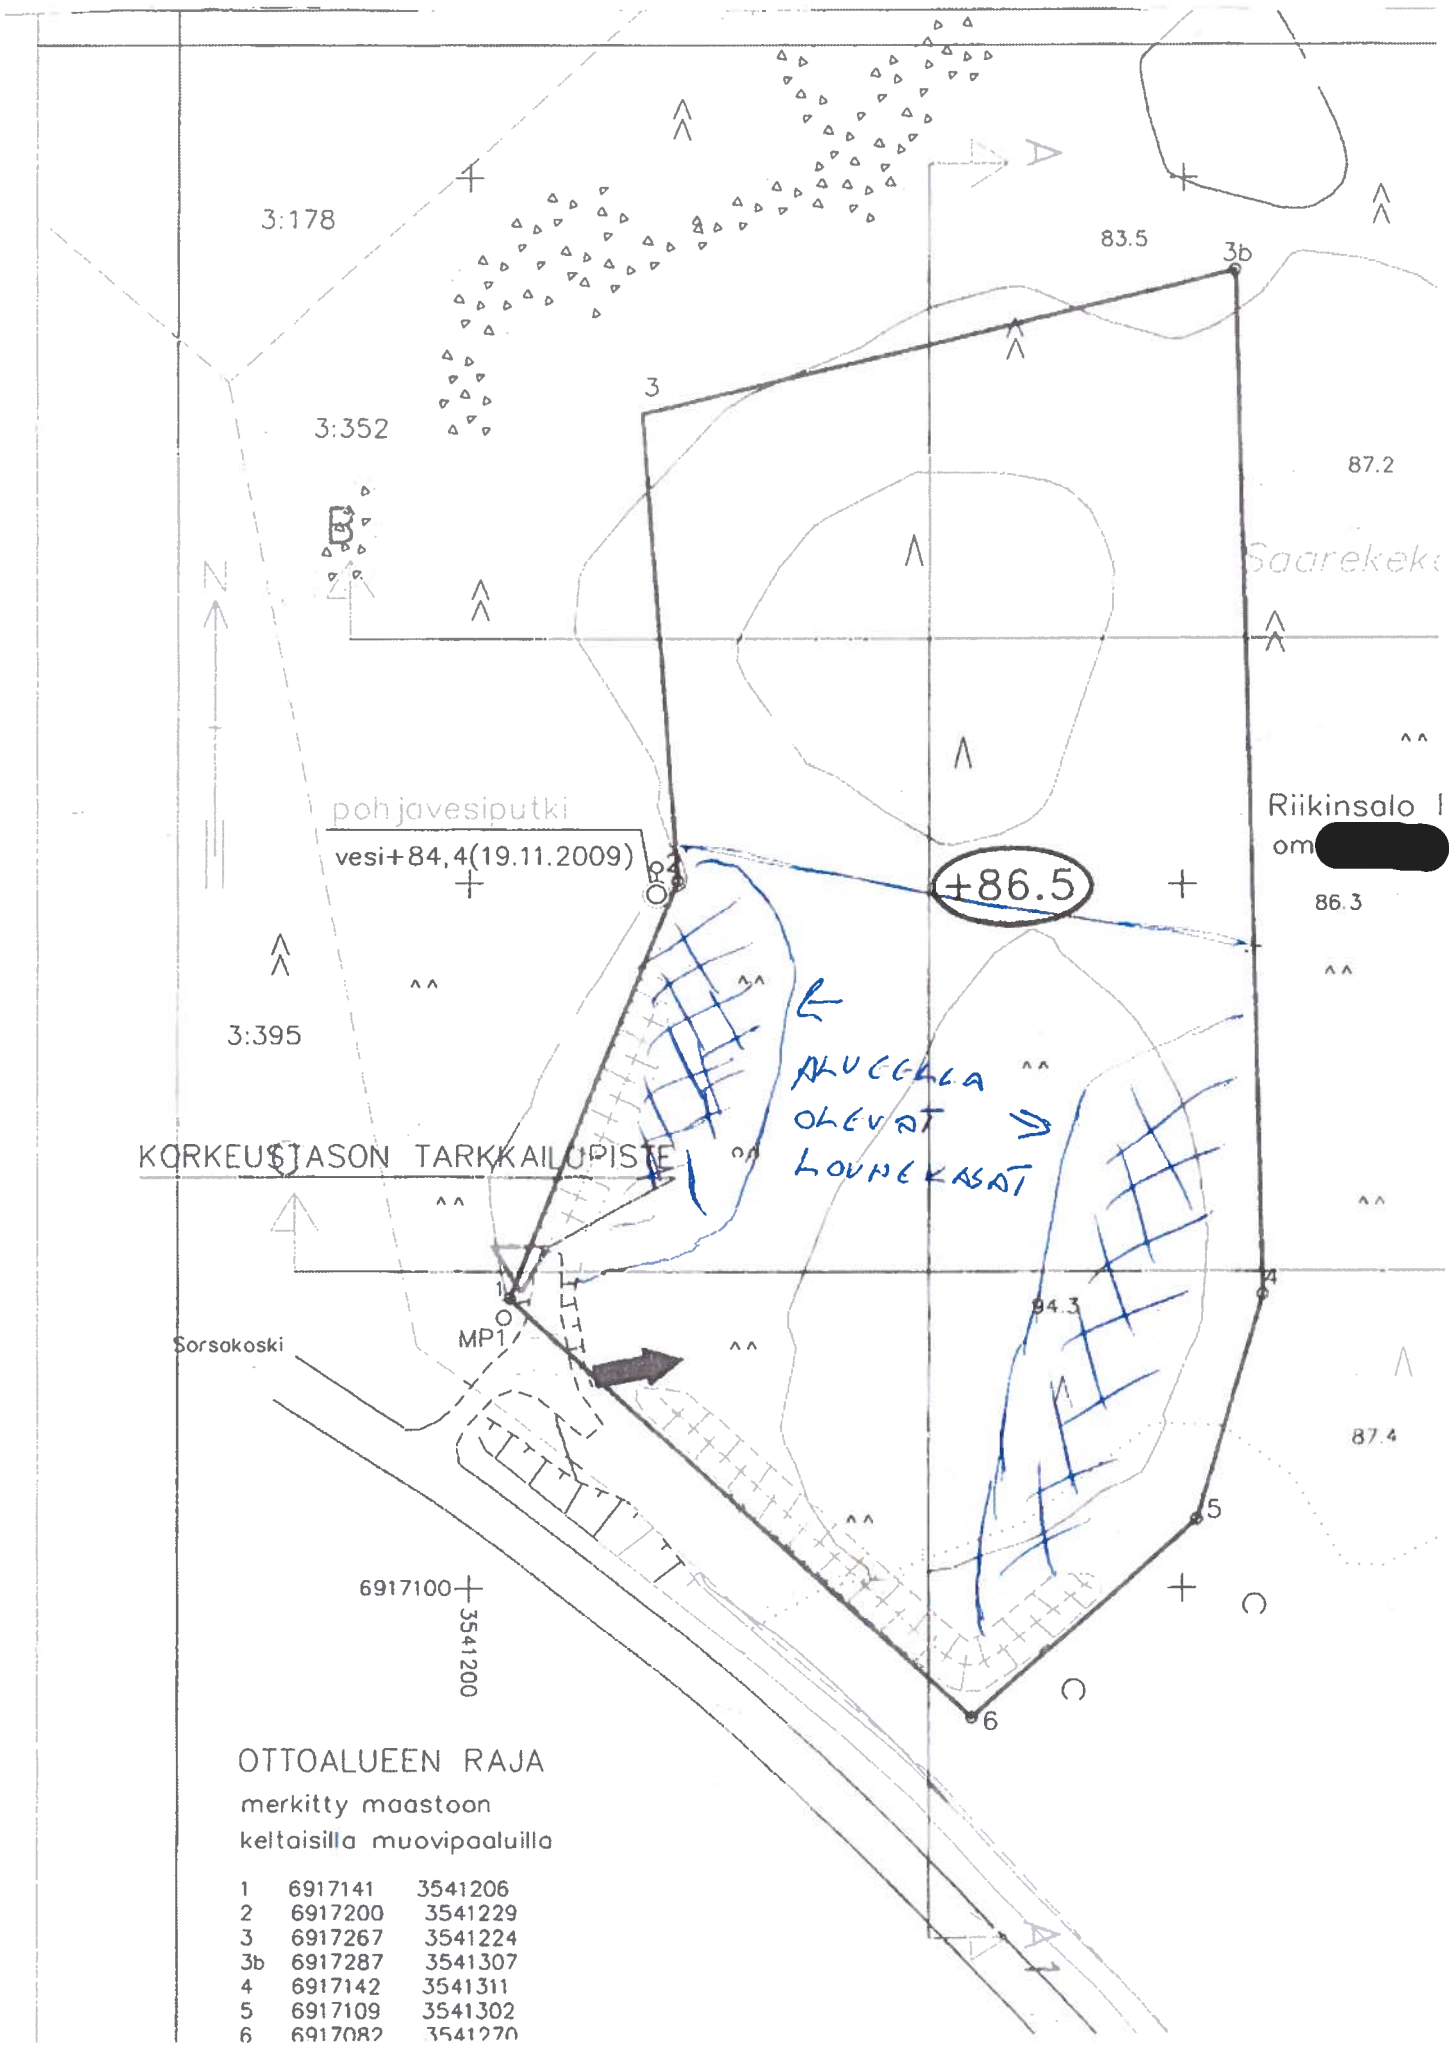 A
3:178
83.5
3b
3
3:352
87.2
B
N
Saarekek
pohjavesiputki
Riikinsalo
vesi+84,4(19.11.2009)
om
2
+86.5
86.3
3:395
ALUEELLA
OLEVAT
LOUHEKASAT
KORKEUSTASON TARKKAILUPISTE
4
94.3
MP1
Sorsakoski
87.4
5
6917100
3541200
6
OTTOALUEEN RAJA
merkitty maastoon
keltaisilla muovipaaluilla
1 6917141 3541206
2 6917200 3541229
3 6917267 3541224
3b 6917287 3541307
4 6917142 3541311
5 6917109 3541302
6 6917082 3541270
A